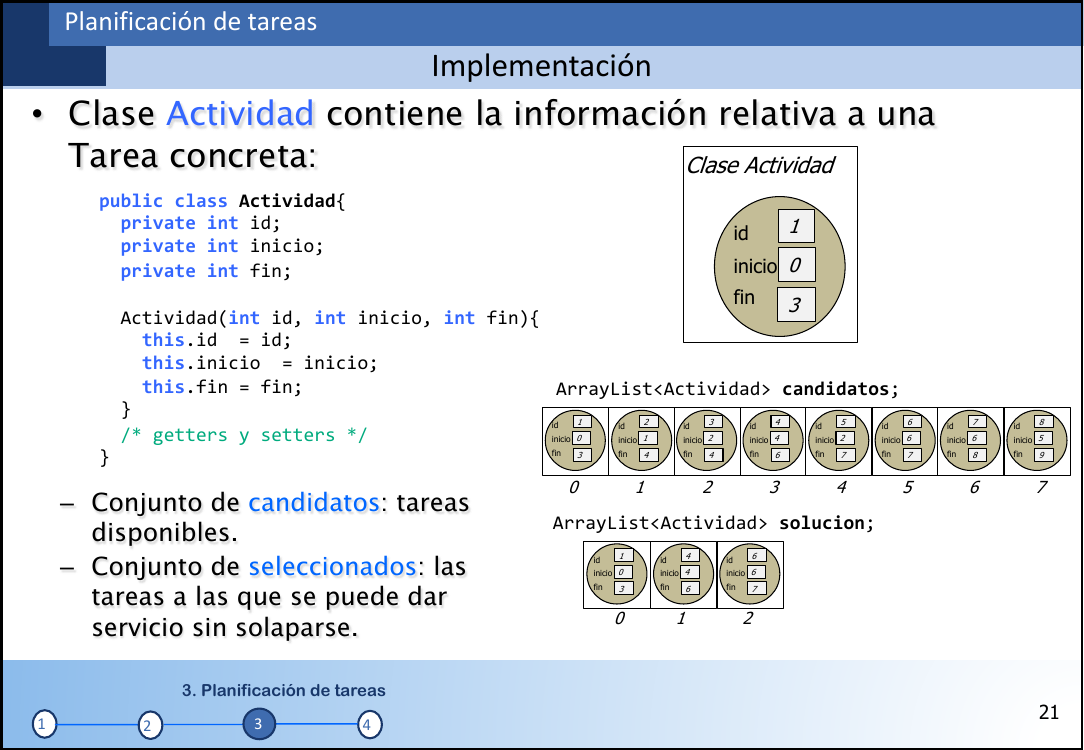 Planificación de tareas
Implementación
• Clase Actividad contiene la información relativa a una
Tarea concreta:
public class Actividad{
private int id;
private int inicio;
private int fin;
Actividad(int id, int inicio, int fin){
this.id = id;
this.inicio = inicio;
this.fin = fin;
}
/* getters y setters */
}
– Conjunto de candidatos: tareas
disponibles.
– Conjunto de seleccionados: las
tareas a las que se puede dar
servicio sin solaparse.
Clase Actividad
id 1
inicio 0
fin 3
ArrayList<Actividad> candidatos;
id 1 id 2 id 3 id 4 id 5 id 6 id 7 id 8
inicio 0 inicio 1 inicio 2 inicio 4 inicio 2 inicio 6 inicio 6 inicio 5
fin 3 fin 4 fin 4 fin 6 fin 7 fin 7 fin 8 fin 9
0 1 2 3 4 5 6 7
ArrayList<Actividad> solucion;
id 1 id 4 id 6
inicio 0 inicio 4 inicio 6
fin 3 fin 6 fin 7
0 1 2
3. Planificación de tareas
1 2 3 4
21